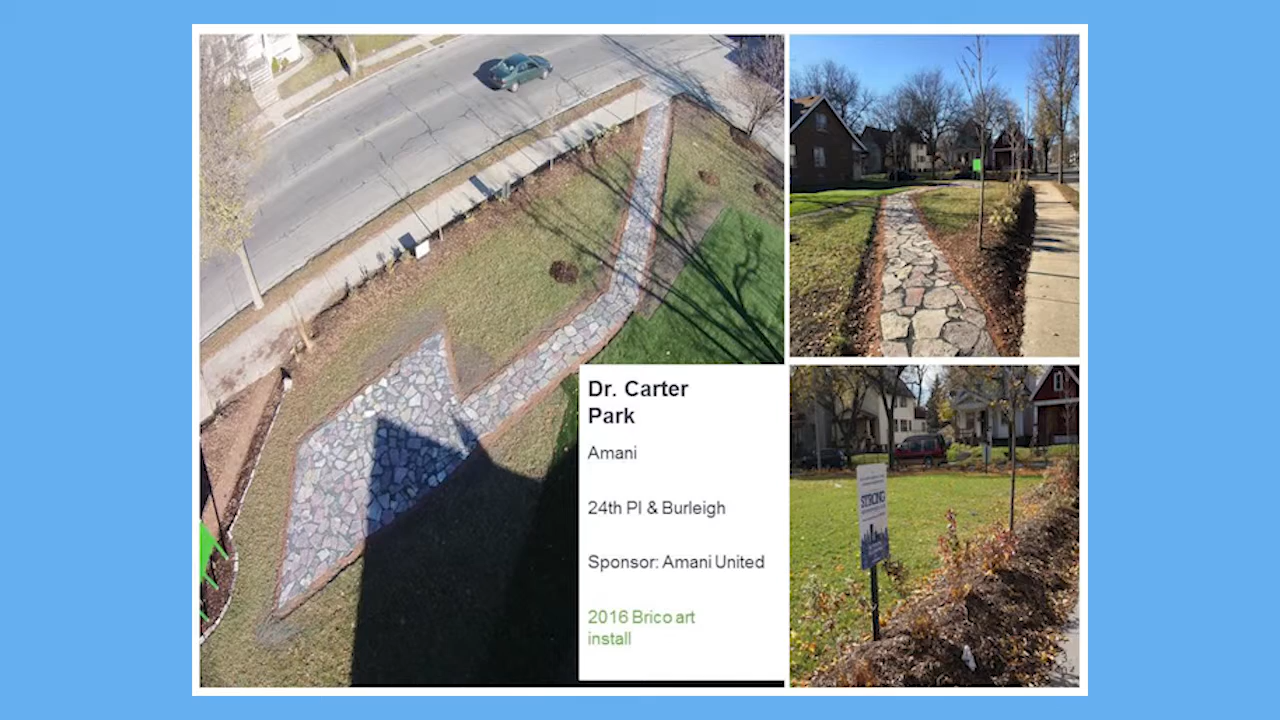 Dr. Carter
Park
Amani
24th Pl & Burleigh
Sponsor: Amani United
2016 Brico art
install
STRONG